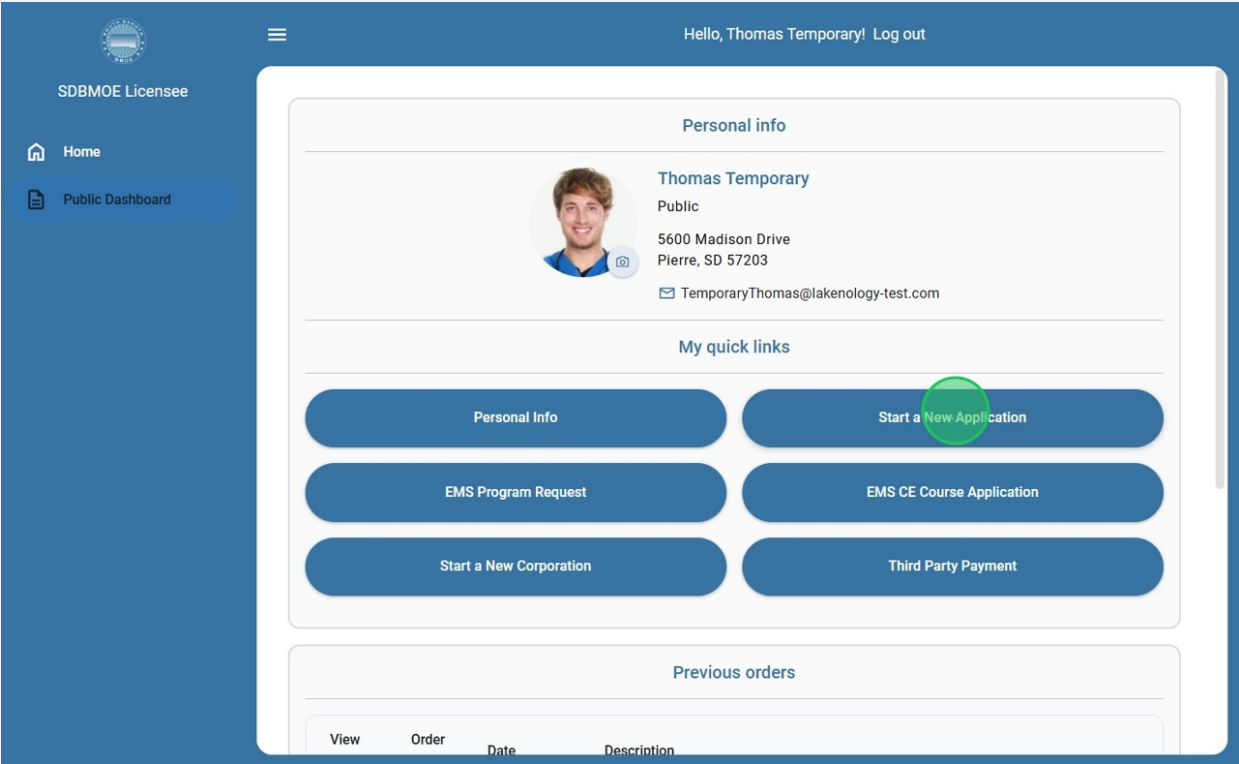 SDBMOE Licensee
Home
Public Dashboard
Hello, Thomas Temporary! Log out
Personal info
Thomas Temporary
Public
5600 Madison Drive
Pierre, SD 57203
TemporaryThomas@lakenology-test.com
My quick links
Personal Info
Start a New Application
EMS Program Request
EMS CE Course Application
Start a New Corporation
Third Party Payment
Previous orders
View Order Date Description